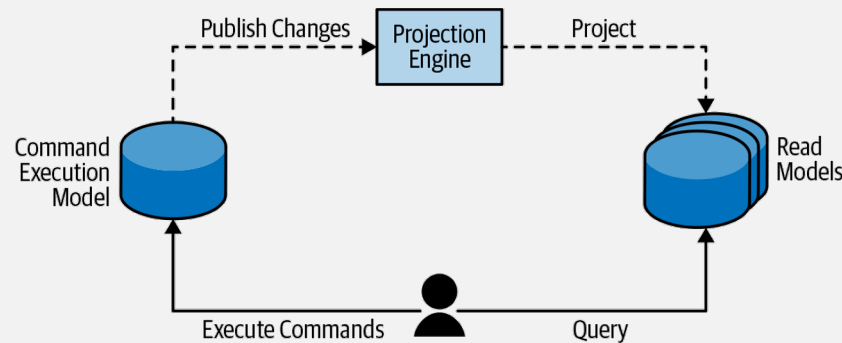 Publish Changes
Projection
Engine
Project
Command
Execution
Model
Read
Models
Execute Commands
Query